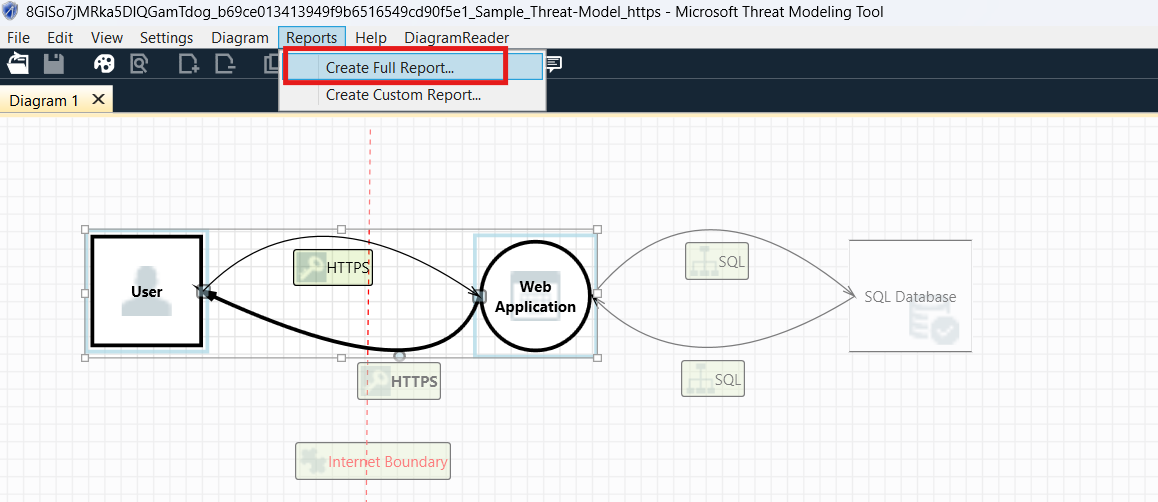 8GlSo7jMRka5DlQGamTdog_b69ce013413949f9b6516549cd90f5e1_Sample_Threat-Model_https - Microsoft Threat Modeling Tool
File Edit View Settings Diagram Reports Help DiagramReader
Create Full Report...
Create Custom Report...
Diagram 1
HTTPS
SQL
User
Web
Application
SQL Database
HTTPS
SQL
Internet Boundary